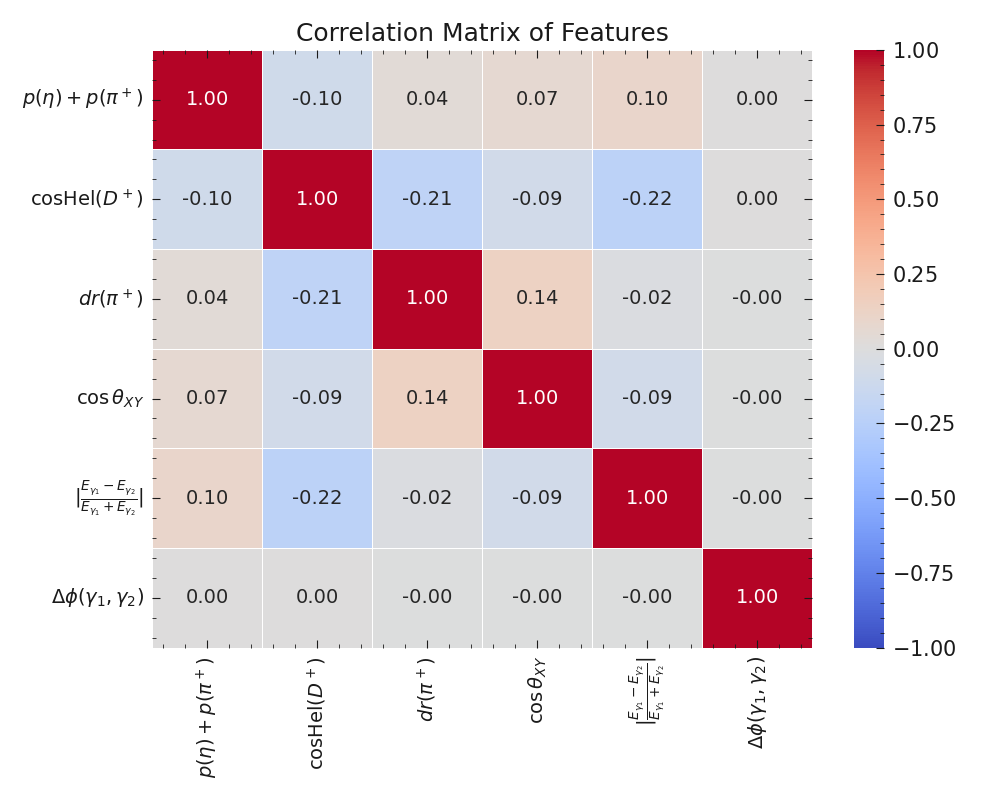 Correlation Matrix of Features
p(η) + p(π⁺) 1.00 -0.10 0.04 0.07 0.10 0.00
cosHel(D⁺) -0.10 1.00 -0.21 -0.09 -0.22 0.00
dr(π⁺) 0.04 -0.21 1.00 0.14 -0.02 -0.00
cos θ_XY 0.07 -0.09 0.14 1.00 -0.09 -0.00
|(E_γ₁ − E_γ₂)/(E_γ₁ + E_γ₂)| 0.10 -0.22 -0.02 -0.09 1.00 -0.00
Δϕ(γ₁, γ₂) 0.00 0.00 -0.00 -0.00 -0.00 1.00
p(η) + p(π⁺)
cosHel(D⁺)
dr(π⁺)
cos θ_XY
|(E_γ₁ − E_γ₂)/(E_γ₁ + E_γ₂)|
Δϕ(γ₁, γ₂)
1.00
0.75
0.50
0.25
0.00
−0.25
−0.50
−0.75
−1.00